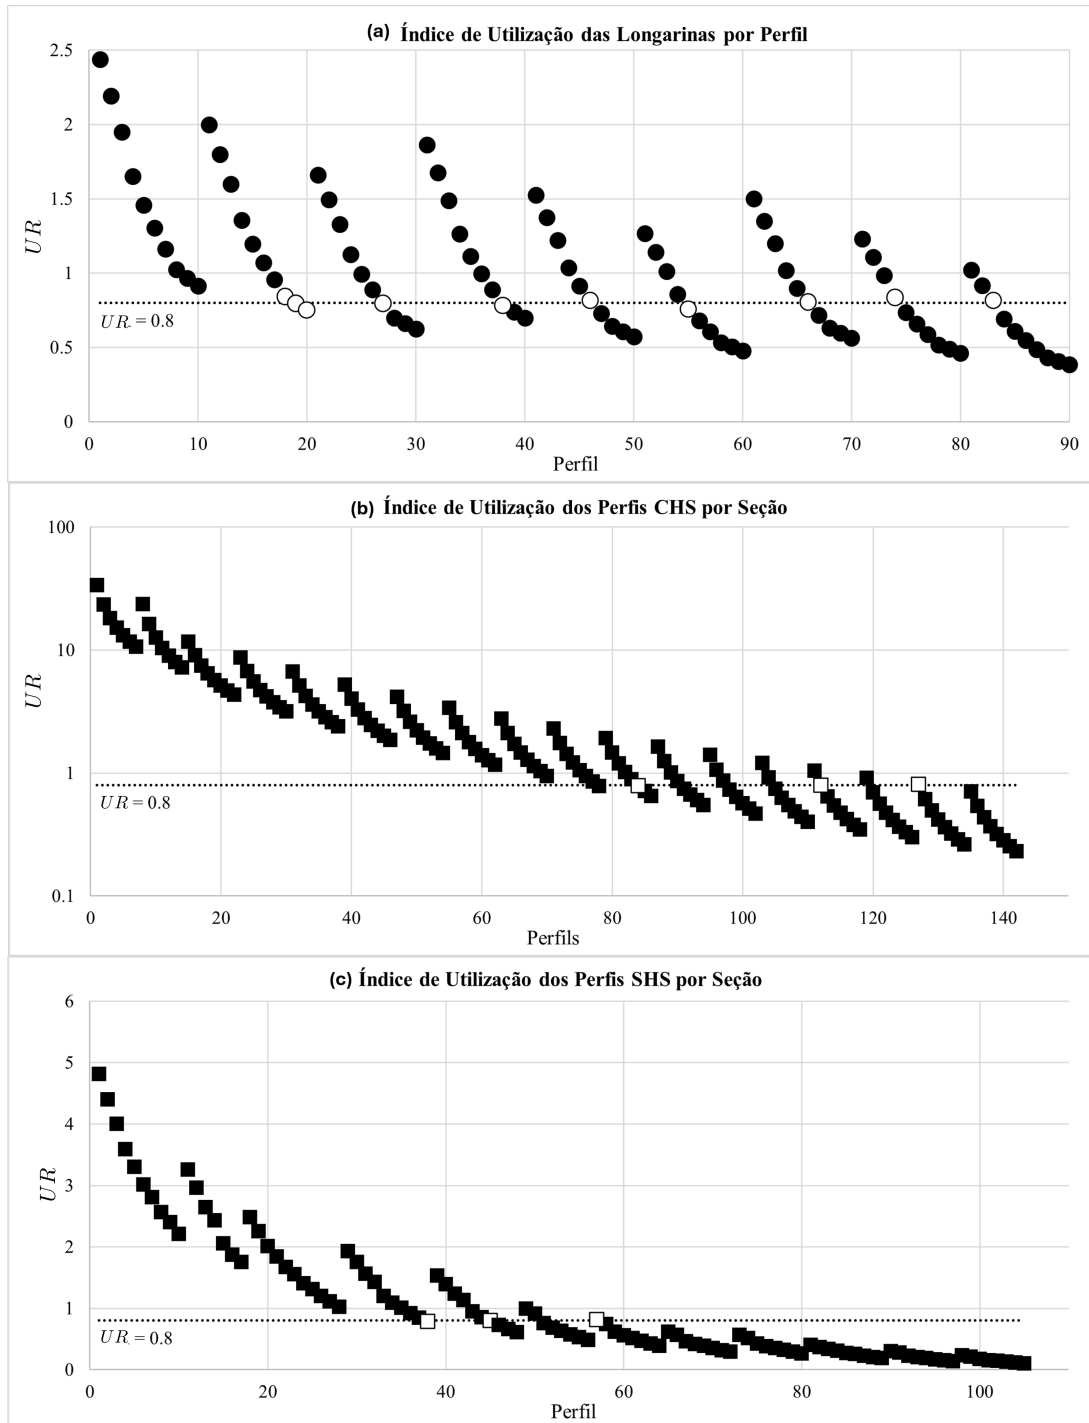 (a) Índice de Utilização das Longarinas por Perfil
2.5
2
1.5
1
0.5
0
UR
UR = 0.8
0 10 20 30 40 50 60 70 80 90
Perfil
(b) Índice de Utilização dos Perfis CHS por Seção
100
10
1
0.1
UR
UR = 0.8
0 20 40 60 80 100 120 140
Perfils
(c) Índice de Utilização dos Perfis SHS por Seção
6
5
4
3
2
1
0
UR
UR = 0.8
0 20 40 60 80 100
Perfil